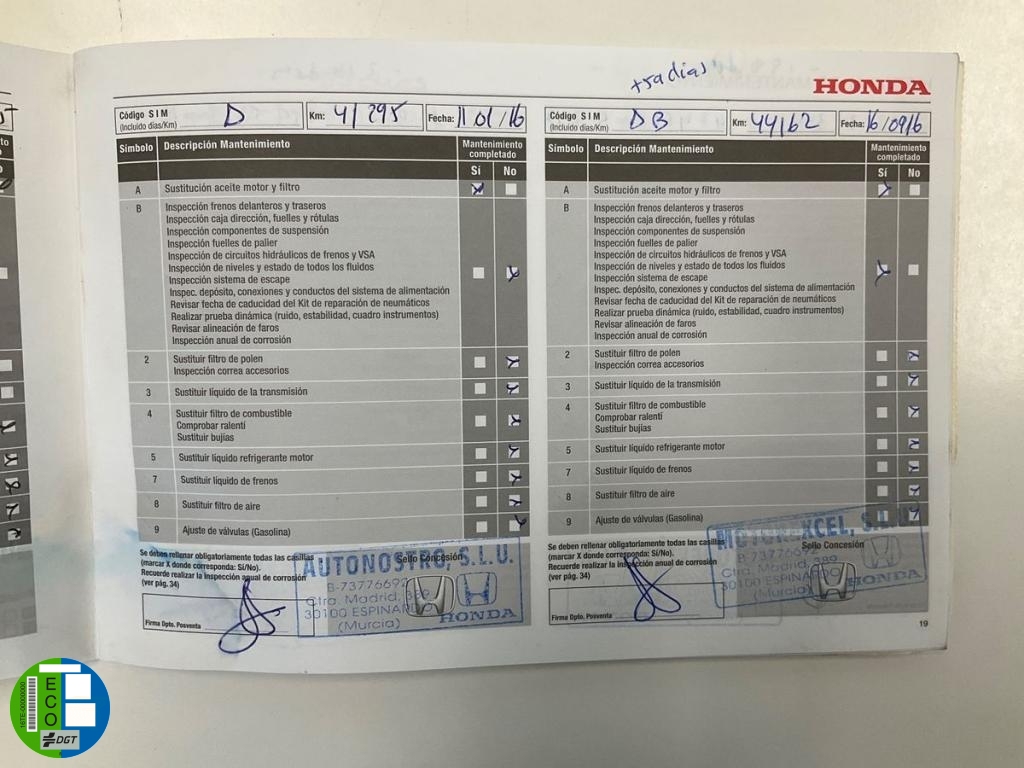 +50 dias
HONDA
Código SIM
(Incluido días/Km)
D
Km: 41295
Fecha: 11/01/16
Símbolo
Descripción Mantenimiento
Mantenimiento
completado
Sí
No
A
Sustitución aceite motor y filtro
B
Inspección frenos delanteros y traseros
Inspección caja dirección, fuelles y rótulas
Inspección componentes de suspensión
Inspección fuelles de palier
Inspección de circuitos hidráulicos de frenos y VSA
Inspección de niveles y estado de todos los fluidos
Inspección sistema de escape
Inspec. depósito, conexiones y conductos del sistema de alimentación
Revisar fecha de caducidad del Kit de reparación de neumáticos
Realizar prueba dinámica (ruido, estabilidad, cuadro instrumentos)
Revisar alineación de faros
Inspección anual de corrosión
2
Sustituir filtro de polen
Inspección correa accesorios
3
Sustituir líquido de la transmisión
4
Sustituir filtro de combustible
Comprobar ralentí
Sustituir bujías
5
Sustituir líquido refrigerante motor
7
Sustituir líquido de frenos
8
Sustituir filtro de aire
9
Ajuste de válvulas (Gasolina)
Se deben rellenar obligatoriamente todas las casillas
(marcar X donde corresponda: Sí/No).
Recuerde realizar la inspección anual de corrosión
(ver pág. 34)
Sello Concesión
Firma Dpto. Posventa
AUTONOSTRO, S.L.U.
B-73776692
Ctra. Madrid, 389
30100 ESPINARDO
(Murcia)
HONDA
Código SIM
(Incluido días/Km)
DB
Km: 44162
Fecha: 16/09/16
Símbolo
Descripción Mantenimiento
Mantenimiento
completado
Sí
No
A
Sustitución aceite motor y filtro
B
Inspección frenos delanteros y traseros
Inspección caja dirección, fuelles y rótulas
Inspección componentes de suspensión
Inspección fuelles de palier
Inspección de circuitos hidráulicos de frenos y VSA
Inspección de niveles y estado de todos los fluidos
Inspección sistema de escape
Inspec. depósito, conexiones y conductos del sistema de alimentación
Revisar fecha de caducidad del Kit de reparación de neumáticos
Realizar prueba dinámica (ruido, estabilidad, cuadro instrumentos)
Revisar alineación de faros
Inspección anual de corrosión
2
Sustituir filtro de polen
Inspección correa accesorios
3
Sustituir líquido de la transmisión
4
Sustituir filtro de combustible
Comprobar ralentí
Sustituir bujías
5
Sustituir líquido refrigerante motor
7
Sustituir líquido de frenos
8
Sustituir filtro de aire
9
Ajuste de válvulas (Gasolina)
Se deben rellenar obligatoriamente todas las casillas
(marcar X donde corresponda: Sí/No).
Recuerde realizar la inspección anual de corrosión
(ver pág. 34)
Sello Concesión
Firma Dpto. Posventa
S.L.U.
Ctra. Madrid, 389
30100 ESPINARDO
(Murcia)
HONDA
19
ECO
DGT